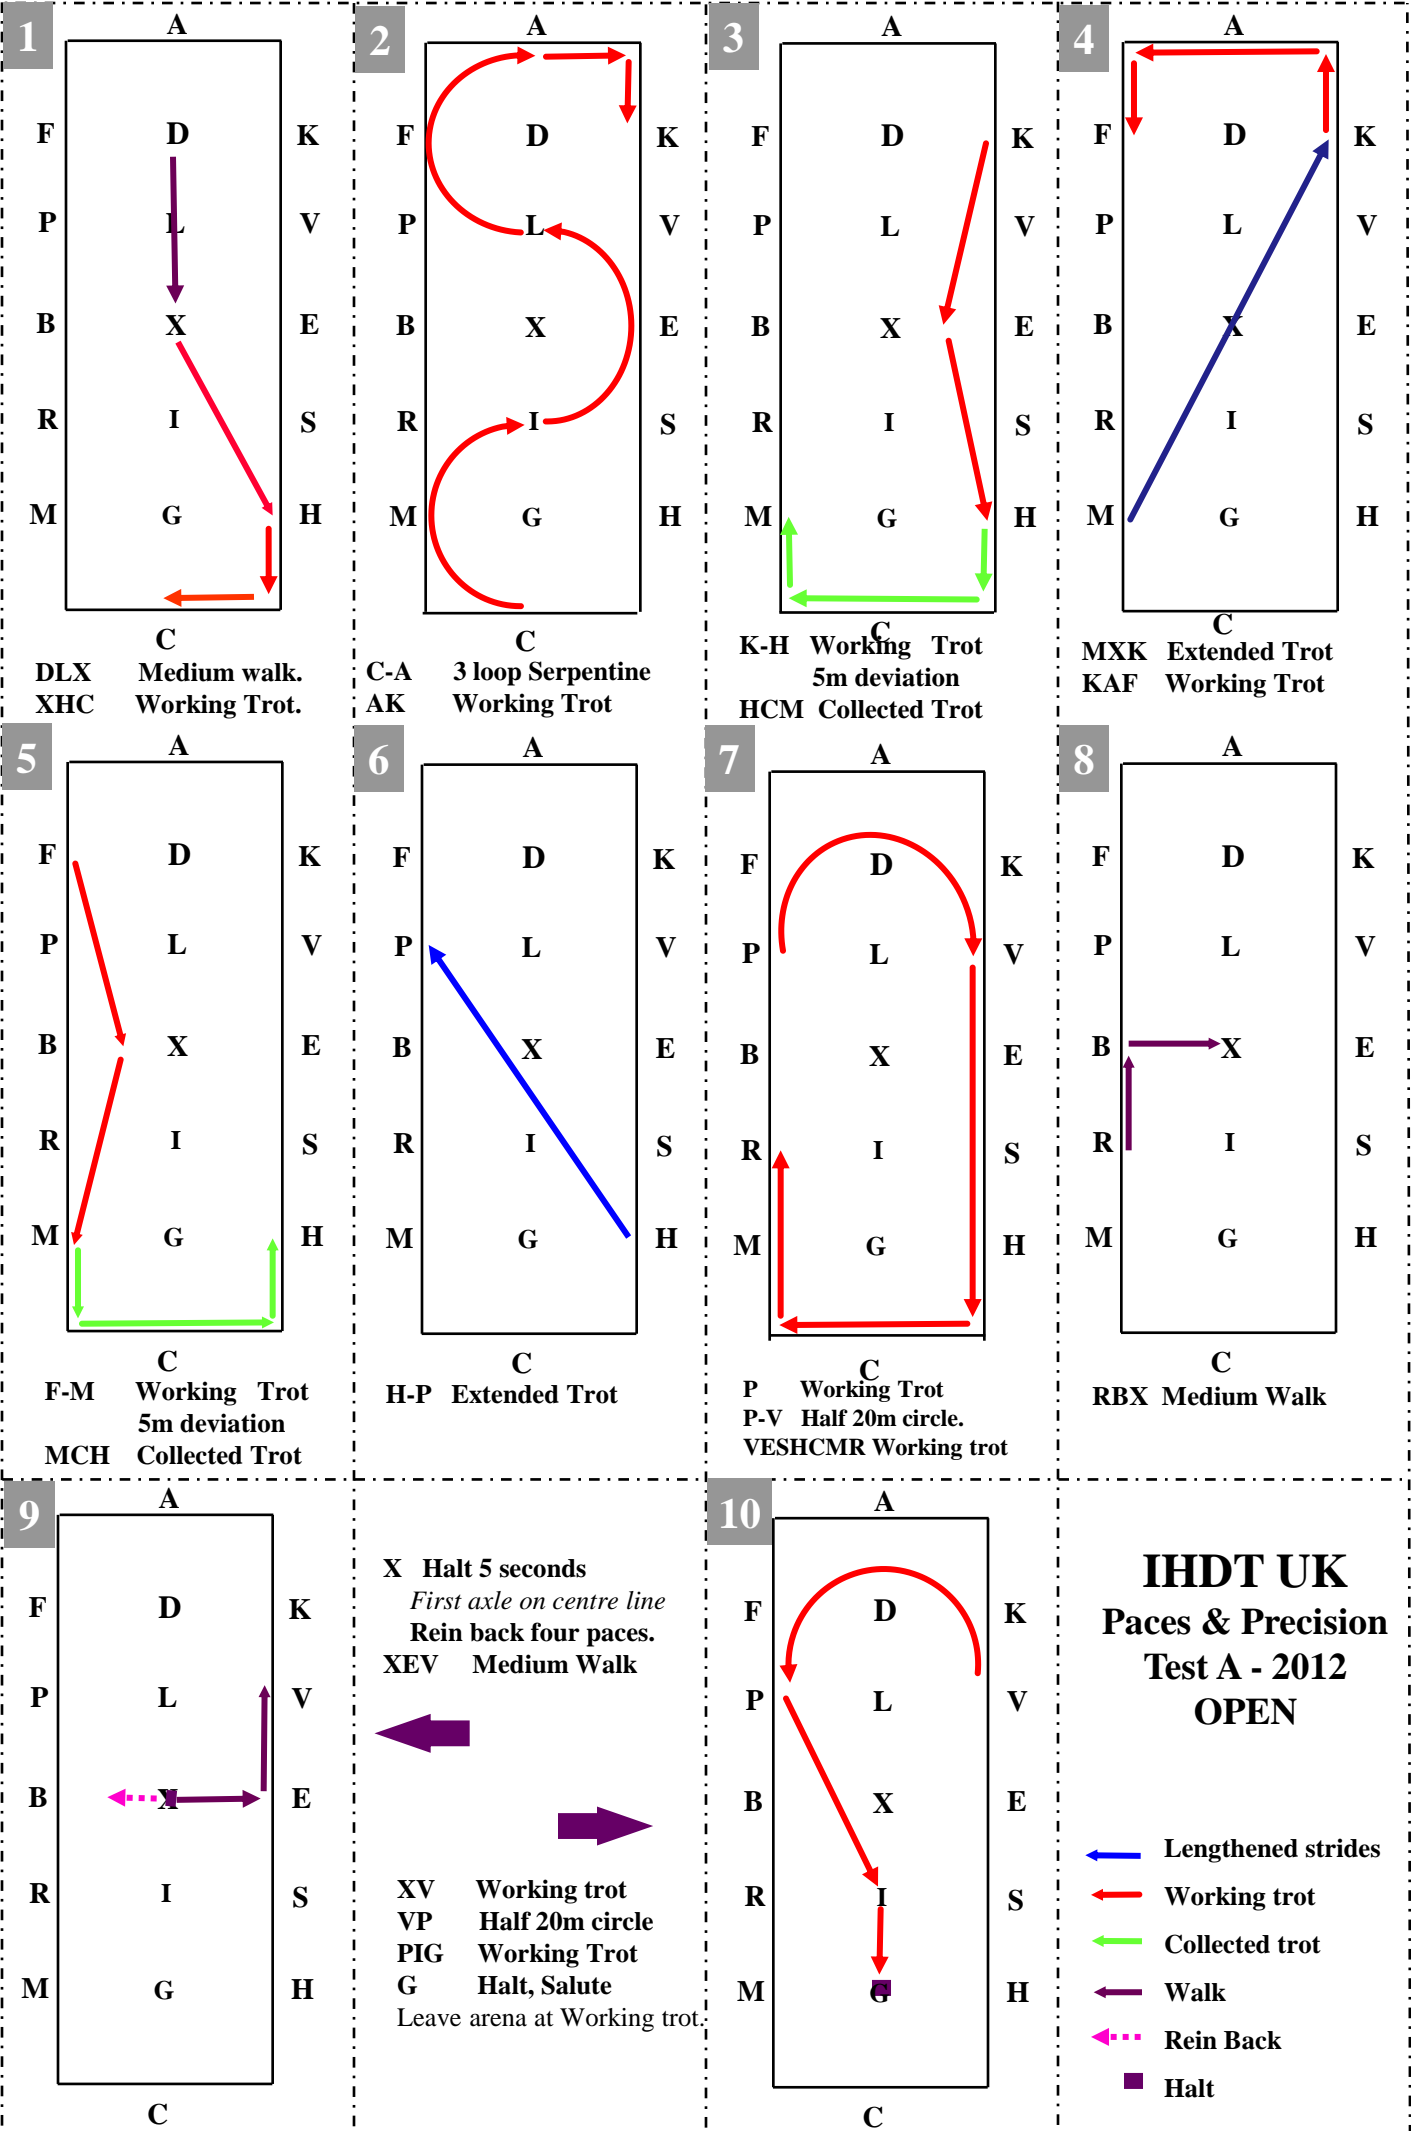 1
A
F D K
P L V
B X E
R I S
M G H
C
DLX Medium walk.
XHC Working Trot.
2
A
F D K
P L V
B X E
R I S
M G H
C
C-A 3 loop Serpentine
AK Working Trot
3
A
F D K
P L V
B X E
R I S
M G H
C
K-H Working Trot
5m deviation
HCM Collected Trot
4
A
F D K
P L V
B X E
R I S
M G H
C
MXK Extended Trot
KAF Working Trot
5
A
F D K
P L V
B X E
R I S
M G H
C
F-M Working Trot
5m deviation
MCH Collected Trot
6
A
F D K
P L V
B X E
R I S
M G H
C
H-P Extended Trot
7
A
F D K
P L V
B X E
R I S
M G H
C
P Working Trot
P-V Half 20m circle.
VESHCMR Working trot
8
A
F D K
P L V
B X E
R I S
M G H
C
RBX Medium Walk
9
A
F D K
P L V
B X E
R I S
M G H
C
X Halt 5 seconds
First axle on centre line
Rein back four paces.
XEV Medium Walk
XV Working trot
VP Half 20m circle
PIG Working Trot
G Halt, Salute
Leave arena at Working trot.
10
A
F D K
P L V
B X E
R I S
M G H
C
IHDT UK
Paces & Precision
Test A - 2012
OPEN
Lengthened strides
Working trot
Collected trot
Walk
Rein Back
Halt